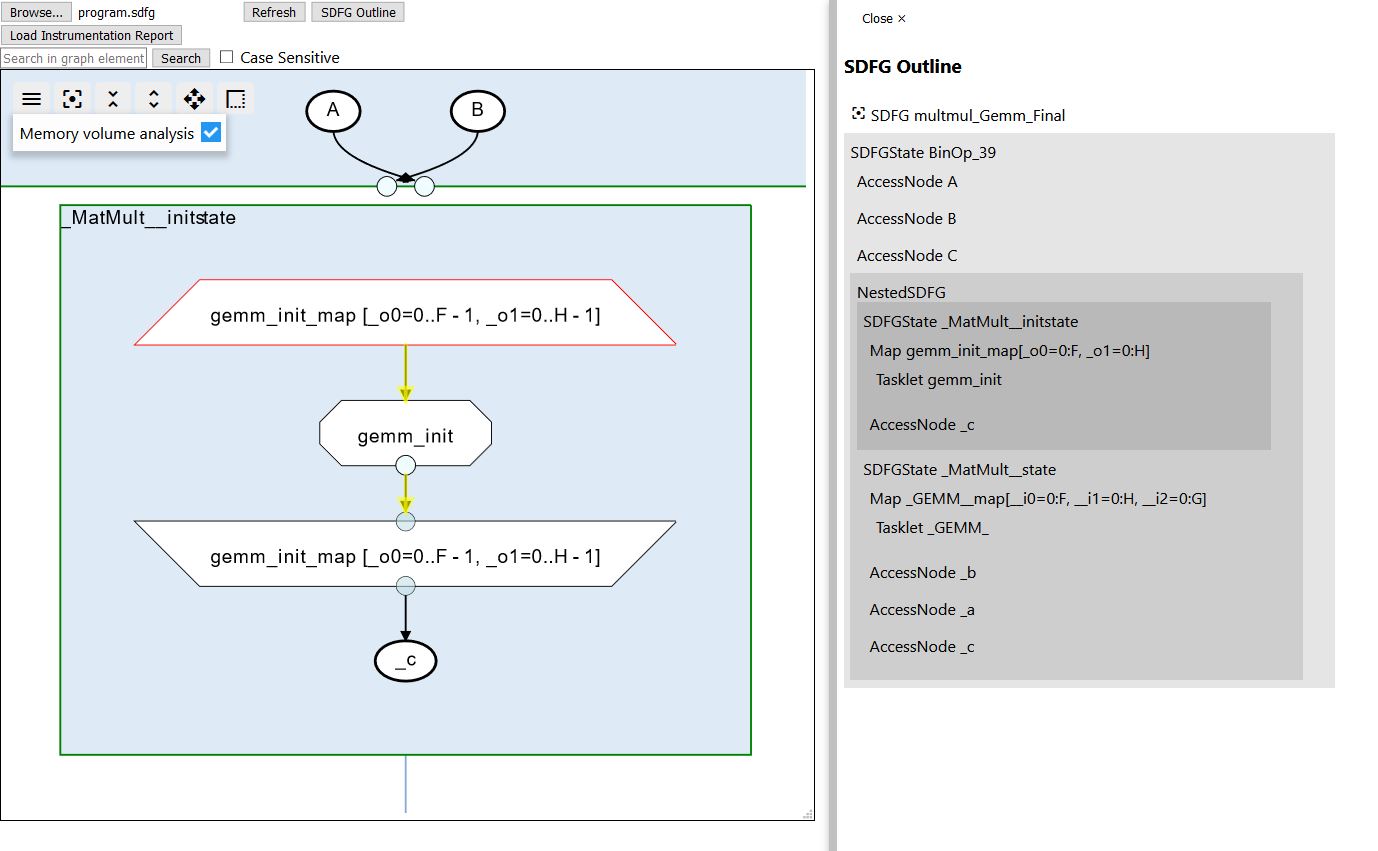 Browse... program.sdfg Refresh SDFG Outline
Load Instrumentation Report
Search in graph element Search Case Sensitive
Memory volume analysis
A B
_MatMult__initstate
gemm_init_map [_o0=0..F - 1, _o1=0..H - 1]
gemm_init
gemm_init_map [_o0=0..F - 1, _o1=0..H - 1]
_c
Close ×
SDFG Outline
SDFG multmul_Gemm_Final
SDFGState BinOp_39
AccessNode A
AccessNode B
AccessNode C
NestedSDFG
SDFGState _MatMult__initstate
Map gemm_init_map[_o0=0:F, _o1=0:H]
Tasklet gemm_init
AccessNode _c
SDFGState _MatMult__state
Map _GEMM__map[__i0=0:F, __i1=0:H, __i2=0:G]
Tasklet _GEMM_
AccessNode _b
AccessNode _a
AccessNode _c